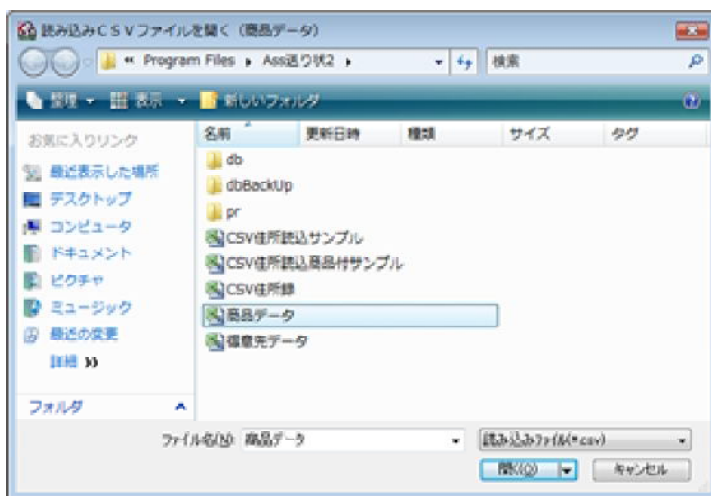 読み込みCSVファイルを開く（商品データ）
« Program Files ▸ Ass送り状2 ▸
検索
整理
表示
新しいフォルダ
お気に入りリンク
最近表示した場所
デスクトップ
コンピュータ
ドキュメント
ピクチャ
ミュージック
最近の変更
詳細 »
フォルダ
名前 更新日時 種類 サイズ タグ
db
dbBackUp
pr
CSV住所読込サンプル
CSV住所読込商品付サンプル
CSV住所録
商品データ
得意先データ
ファイル名(N): 商品データ
読み込みファイル(*.csv)
開く(O)
キャンセル